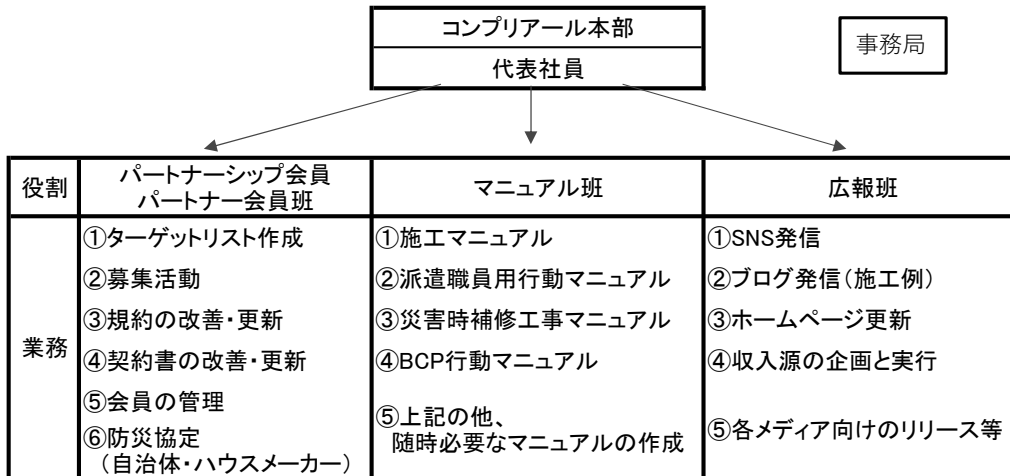 コンプリアール本部
代表社員
事務局
役割
パートナーシップ会員
パートナー会員班
マニュアル班
広報班
業務
①ターゲットリスト作成
②募集活動
③規約の改善・更新
④契約書の改善・更新
⑤会員の管理
⑥防災協定
(自治体・ハウスメーカー)
①施工マニュアル
②派遣職員用行動マニュアル
③災害時補修工事マニュアル
④BCP行動マニュアル
⑤上記の他、
随時必要なマニュアルの作成
①SNS発信
②ブログ発信(施工例)
③ホームページ更新
④収入源の企画と実行
⑤各メディア向けのリリース等